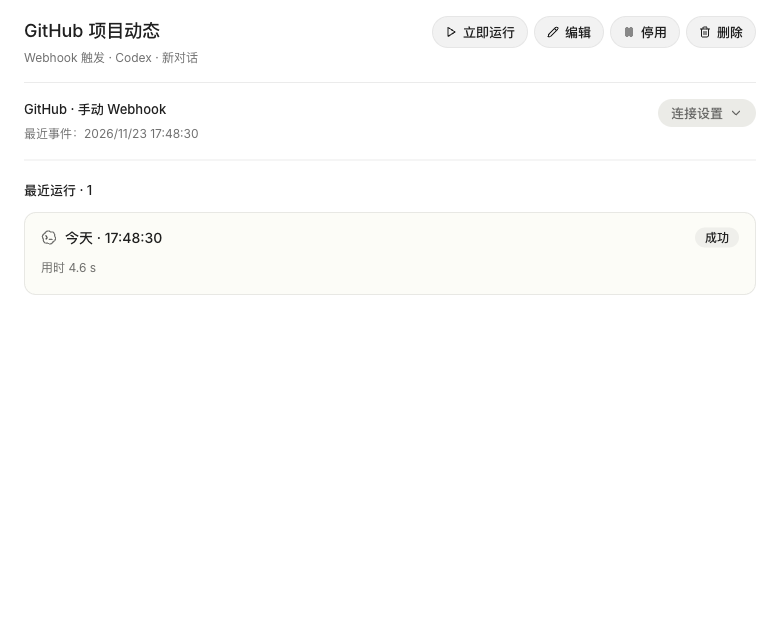 GitHub 项目动态
立即运行
编辑
停用
删除
Webhook 触发 · Codex · 新对话
GitHub · 手动 Webhook
连接设置
最近事件：2026/11/23 17:48:30
最近运行 · 1
今天 · 17:48:30
成功
用时 4.6 s